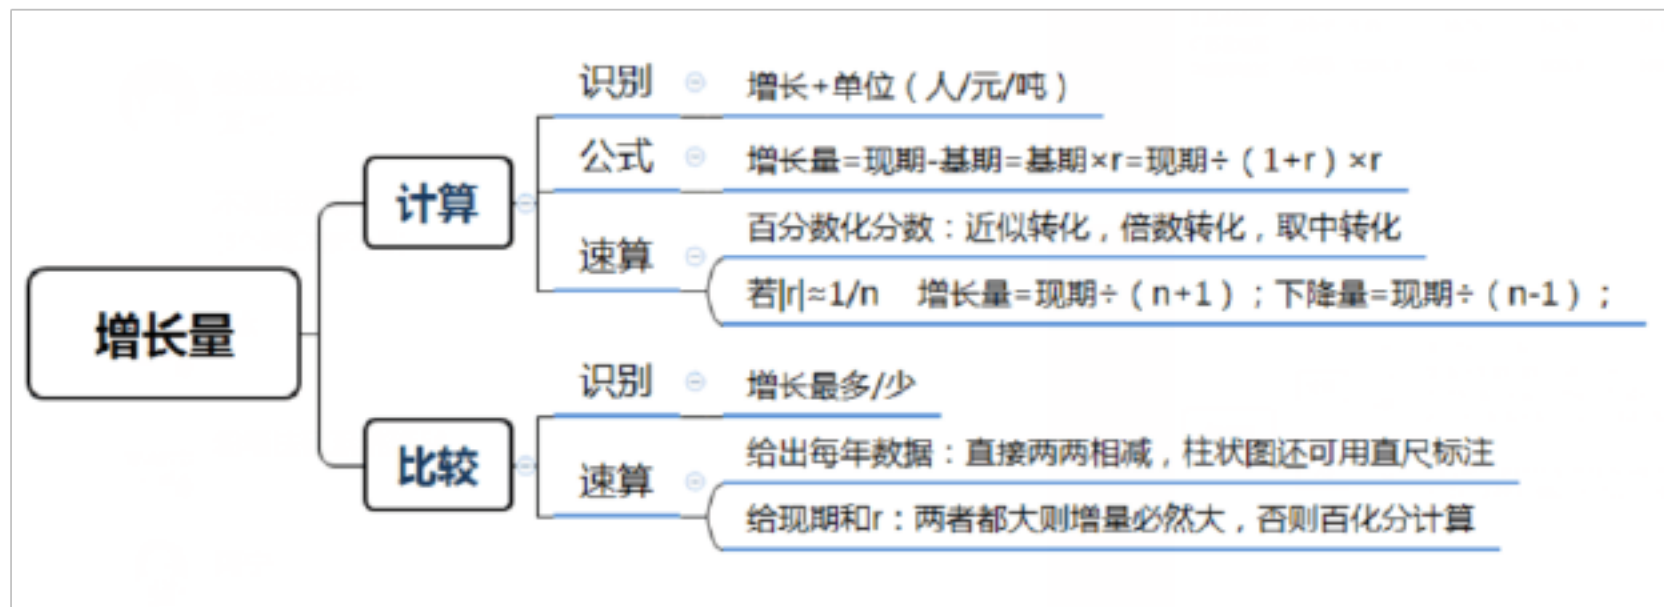 增长量
计算
识别
增长+单位（人/元/吨）
公式
增长量=现期-基期=基期×r=现期÷（1+r）×r
速算
百分数化分数：近似转化，倍数转化，取中转化
若|r|≈1/n 增长量=现期÷（n+1）；下降量=现期÷（n-1）；
比较
识别
增长最多/少
速算
给出每年数据：直接两两相减，柱状图还可用直尺标注
给现期和r：两者都大则增量必然大，否则百化分计算